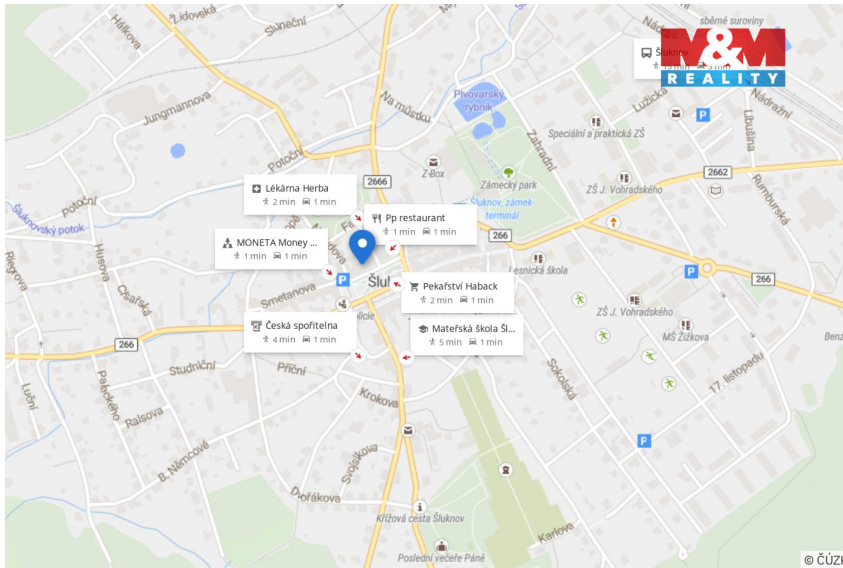 Židovská
Sluneční
Hálkova
Jungmannova
Na můstku
Pivovarský
rybník
sběrné suroviny
Šluknov
M&M
REALITY
Lužická
Nádražní
Libušina
Speciální a praktická ZŠ
Zahradní
Potoční
2666
Z-Box
Zámecký park
ZŠ J. Vohradského
2662
Rumburská
Lékárna Herba
2 min 1 min
Pp restaurant
1 min 1 min
Šluknov, zámek-
terminál
Potoční
Šluknovský potok
266
MONETA Money ...
1 min 1 min
Lesnická škola
266
Riegrova
Husova
Císařská
Smetanova
Pekařství Haback
2 min 1 min
ZŠ J. Vohradského
Česká spořitelna
4 min 1 min
Mateřská škola Šl...
5 min 1 min
MŠ Žižkova
266
Studniční
Příční
Sokolská
17. listopadu
Luční
Palackého
Raisova
Krokova
B. Němcové
Svojsíkova
Dvořákova
Křížová cesta Šluknov
Karlova
Poslední večeře Páně
© ČÚZK